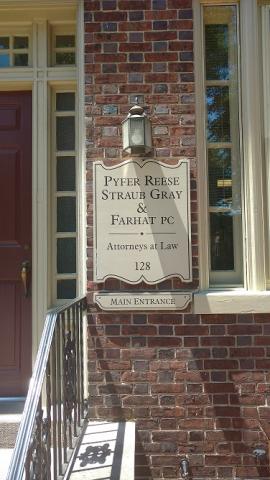 PYFER REESE
STRAUB GRAY
&
FARHAT PC
Attorneys at Law
128
MAIN ENTRANCE